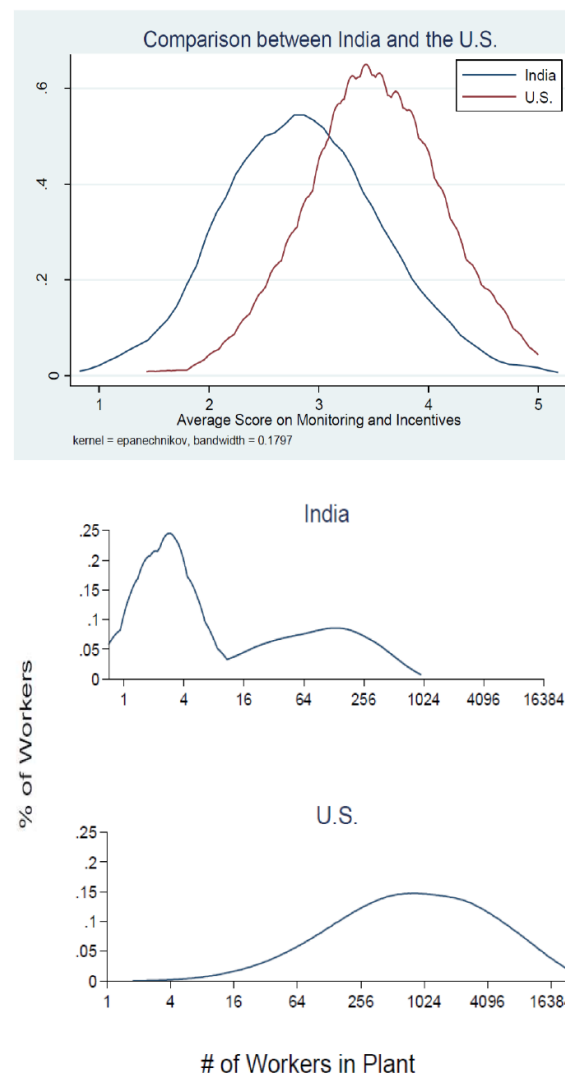 Comparison between India and the U.S.
India
U.S.
.6
.4
.2
0
1 2 3 4 5
Average Score on Monitoring and Incentives
kernel = epanechnikov, bandwidth = 0.1797
India
.25
.2
.15
.1
.05
0
1 4 16 64 256 1024 4096 16384
% of Workers
U.S.
.25
.2
.15
.1
.05
0
1 4 16 64 256 1024 4096 16384
# of Workers in Plant